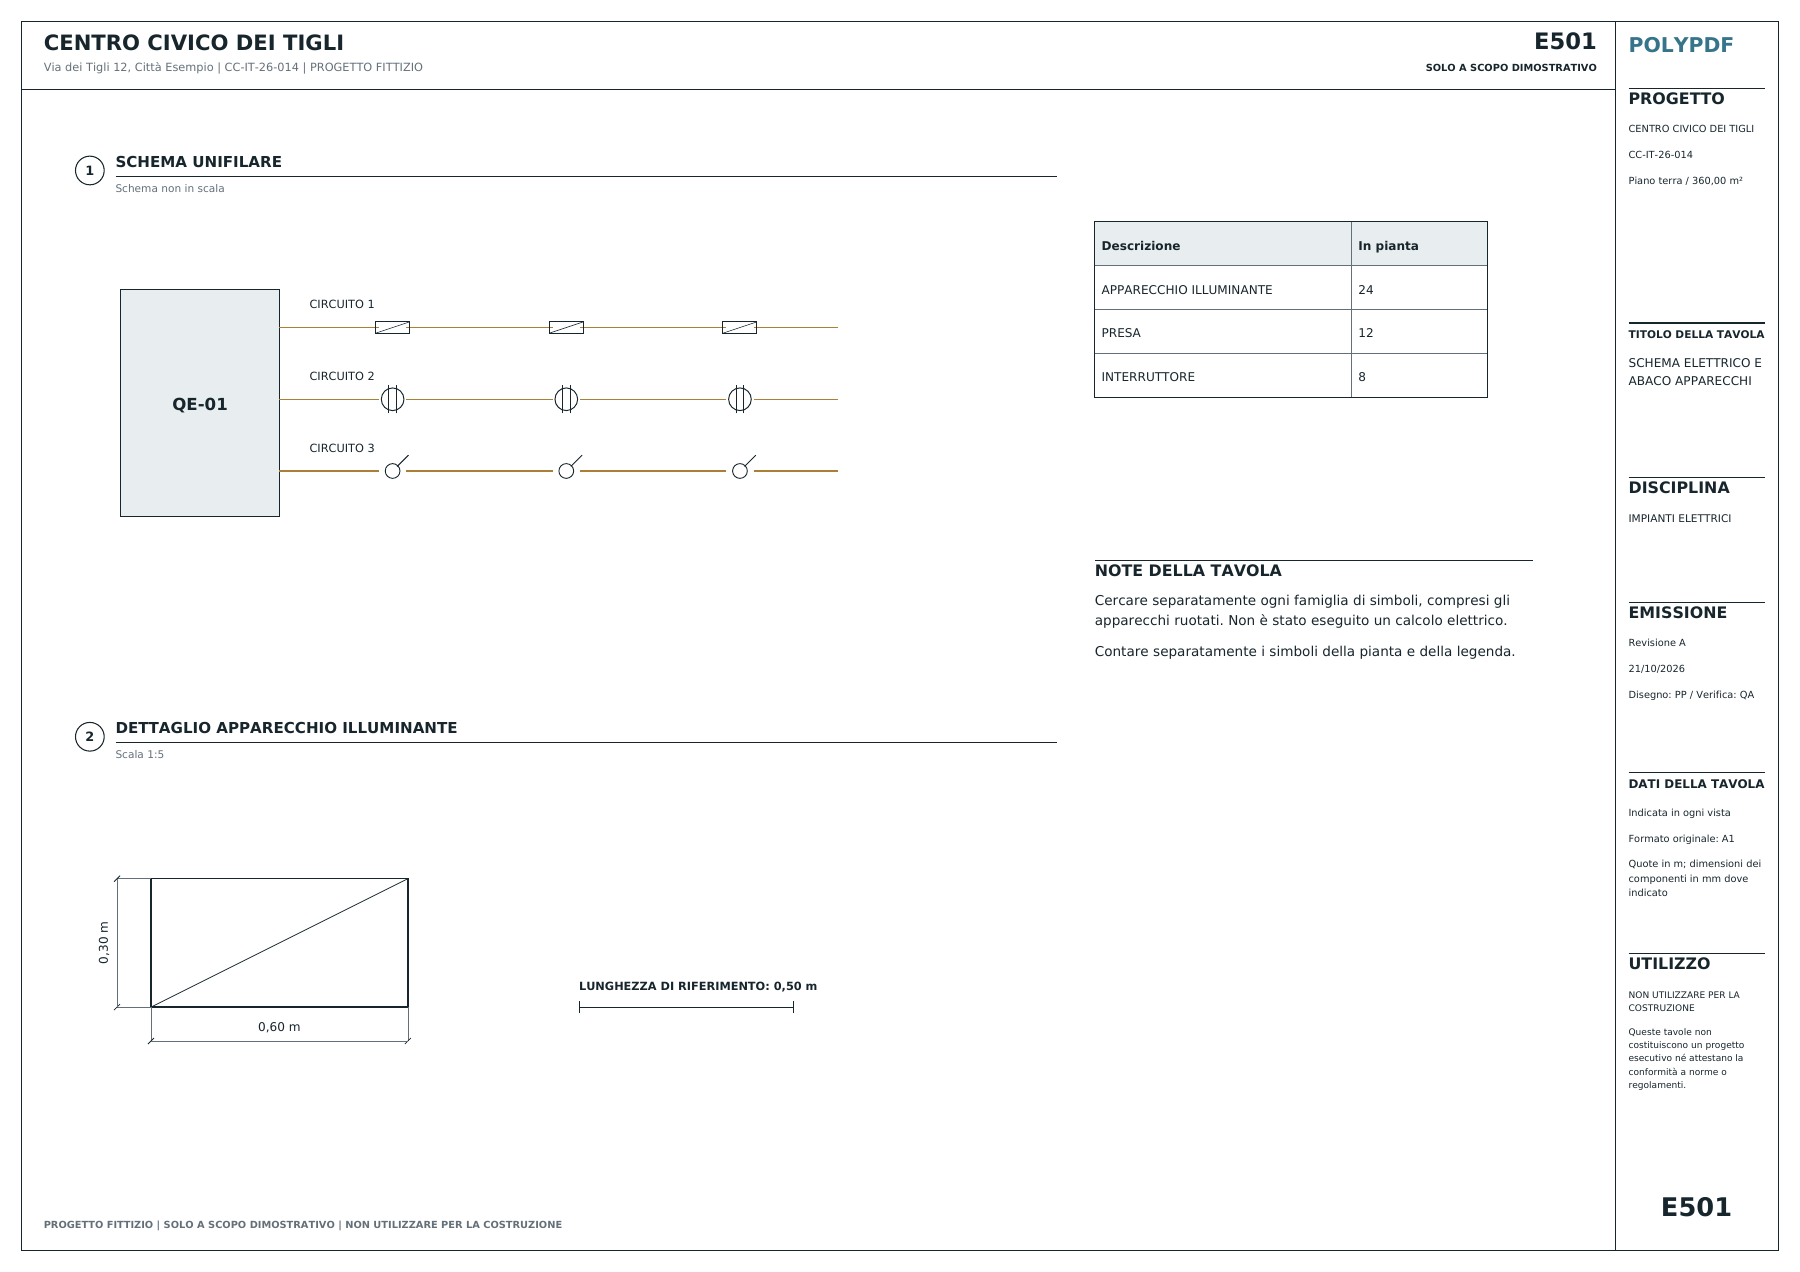 CENTRO CIVICO DEI TIGLI
Via dei Tigli 12, Città Esempio | CC-IT-26-014 | PROGETTO FITTIZIO
E501
SOLO A SCOPO DIMOSTRATIVO
1
SCHEMA UNIFILARE
Schema non in scala
QE-01
CIRCUITO 1
CIRCUITO 2
CIRCUITO 3
Descrizione In pianta
APPARECCHIO ILLUMINANTE 24
PRESA 12
INTERRUTTORE 8
NOTE DELLA TAVOLA
Cercare separatamente ogni famiglia di simboli, compresi gli
apparecchi ruotati. Non è stato eseguito un calcolo elettrico.
Contare separatamente i simboli della pianta e della legenda.
2
DETTAGLIO APPARECCHIO ILLUMINANTE
Scala 1:5
0,30 m
0,60 m
LUNGHEZZA DI RIFERIMENTO: 0,50 m
PROGETTO FITTIZIO | SOLO A SCOPO DIMOSTRATIVO | NON UTILIZZARE PER LA COSTRUZIONE
POLYPDF
PROGETTO
CENTRO CIVICO DEI TIGLI
CC-IT-26-014
Piano terra / 360,00 m²
TITOLO DELLA TAVOLA
SCHEMA ELETTRICO E
ABACO APPARECCHI
DISCIPLINA
IMPIANTI ELETTRICI
EMISSIONE
Revisione A
21/10/2026
Disegno: PP / Verifica: QA
DATI DELLA TAVOLA
Indicata in ogni vista
Formato originale: A1
Quote in m; dimensioni dei
componenti in mm dove
indicato
UTILIZZO
NON UTILIZZARE PER LA
COSTRUZIONE
Queste tavole non
costituiscono un progetto
esecutivo né attestano la
conformità a norme o
regolamenti.
E501